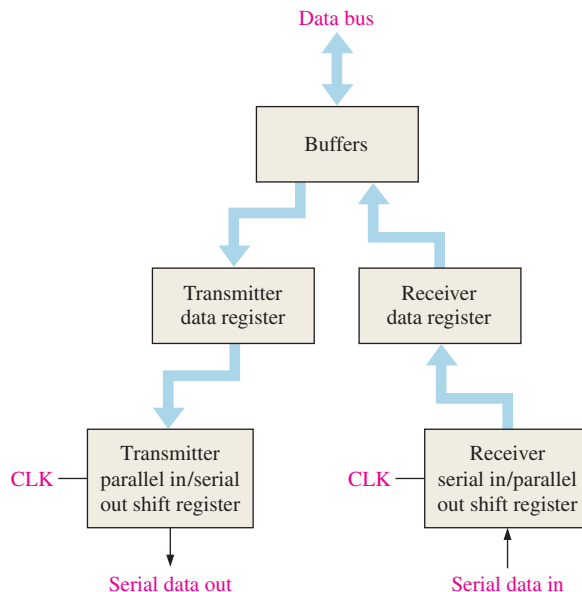 Data bus
Buffers
Transmitter
data register
Receiver
data register
CLK
Transmitter
parallel in/serial
out shift register
CLK
Receiver
serial in/parallel
out shift register
Serial data out
Serial data in